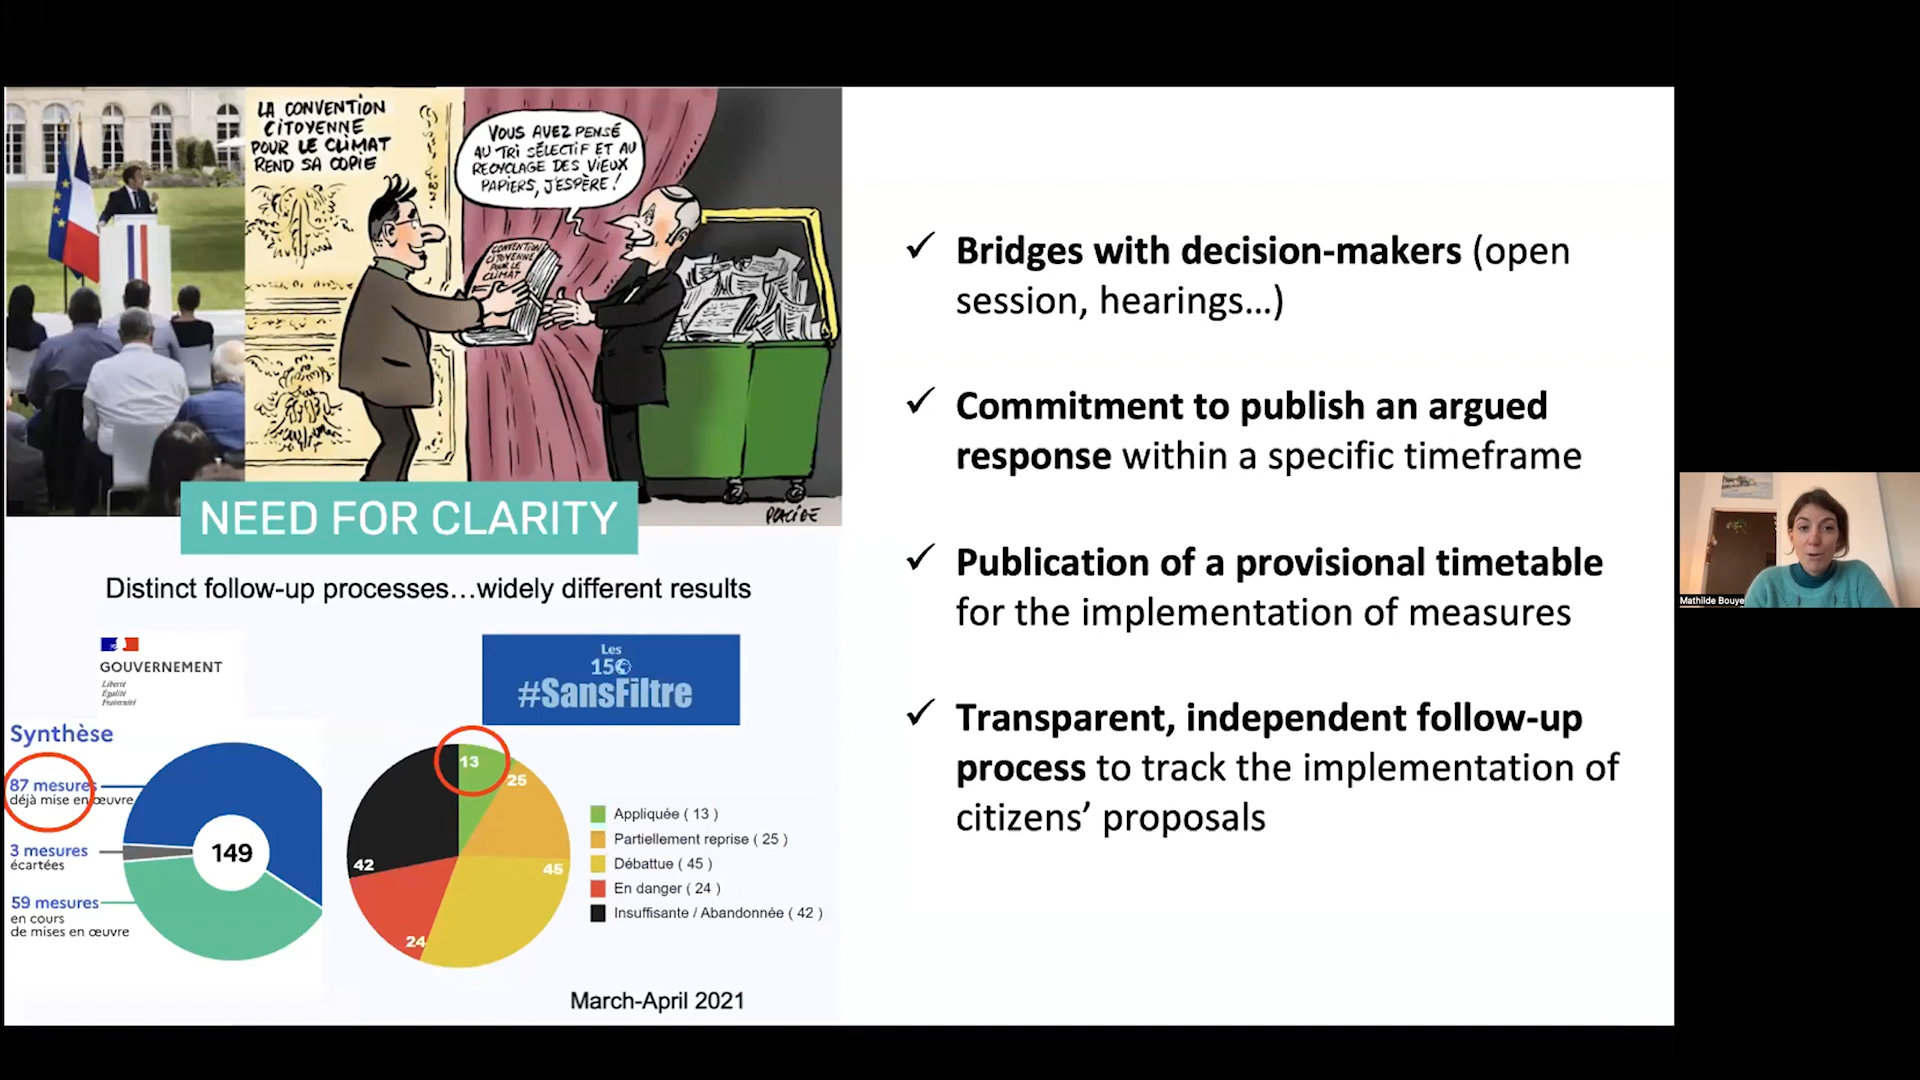 LA CONVENTION
CITOYENNE
POUR LE CLIMAT
REND SA COPIE
VOUS AVEZ PENSÉ
AU TRI SÉLECTIF ET AU
RECYCLAGE DES VIEUX
PAPIERS, J'ESPÈRE !
CONVENTION
CITOYENNE
POUR LE
CLIMAT
PLACIDE
NEED FOR CLARITY
Distinct follow-up processes...widely different results
GOUVERNEMENT
Liberté
Égalité
Fraternité
Les
150
#SansFiltre
Synthèse
87 mesures
déjà mise en œuvre
3 mesures
écartées
59 mesures
en cours
de mises en œuvre
149
13
25
45
24
42
Appliquée ( 13 )
Partiellement reprise ( 25 )
Débattue ( 45 )
En danger ( 24 )
Insuffisante / Abandonnée ( 42 )
March-April 2021
✓ Bridges with decision-makers (open
session, hearings...)
✓ Commitment to publish an argued
response within a specific timeframe
✓ Publication of a provisional timetable
for the implementation of measures
✓ Transparent, independent follow-up
process to track the implementation of
citizens’ proposals
Mathilde Bouye